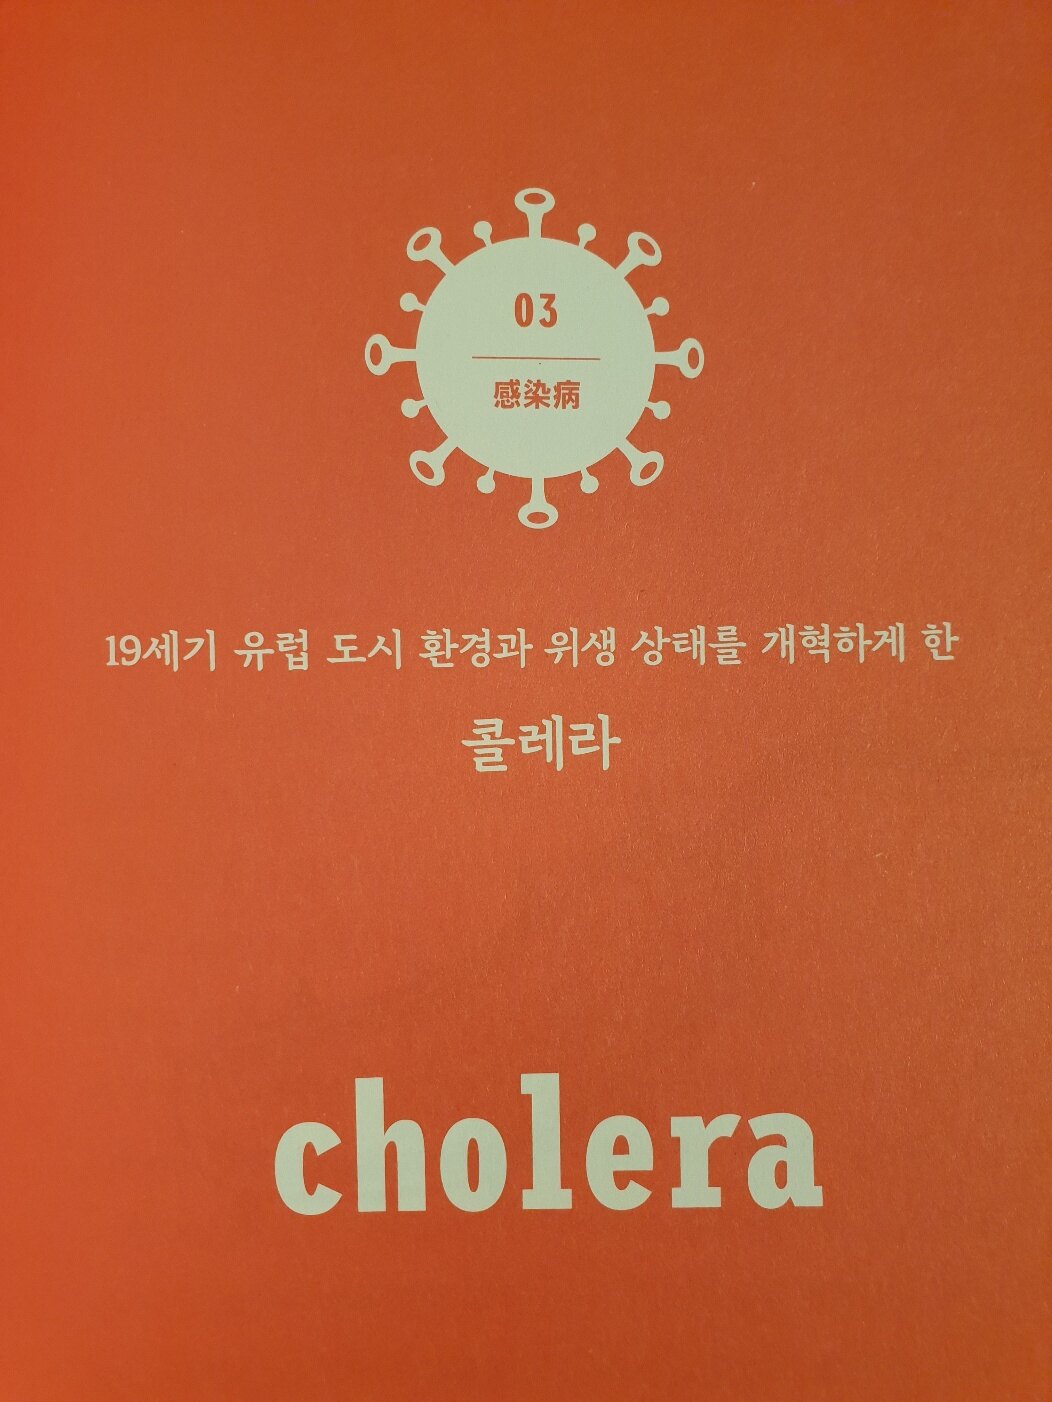 03
感染病
19세기 유럽 도시 환경과 위생 상태를 개혁하게 한
콜레라
cholera